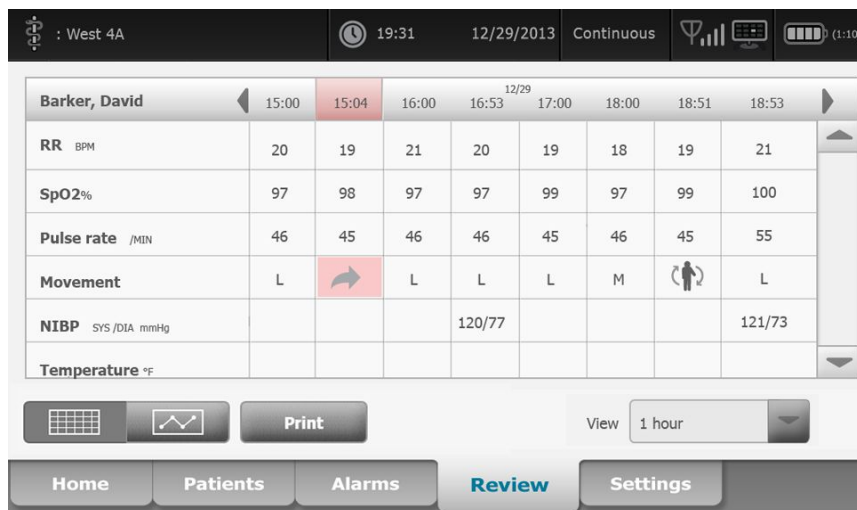 : West 4A 19:31 12/29/2013 Continuous (1:10
Barker, David 15:00 15:04 16:00 16:53 12/29 17:00 18:00 18:51 18:53
RR BPM 20 19 21 20 19 18 19 21
SpO2% 97 98 97 97 99 97 99 100
Pulse rate /MIN 46 45 46 46 45 46 45 55
Movement L L L L M L
NIBP SYS /DIA mmHg 120/77 121/73
Temperature °F
Print View 1 hour
Home Patients Alarms Review Settings